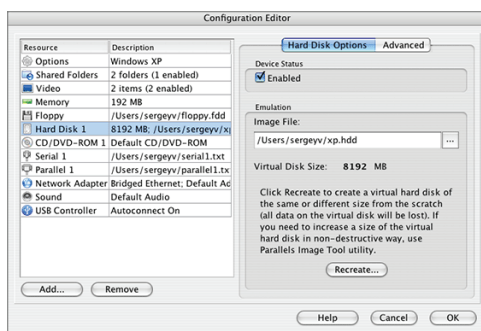 Configuration Editor
Resource Description
Options Windows XP
Shared Folders 2 folders (1 enabled)
Video 2 items (2 enabled)
Memory 192 MB
Floppy /Users/sergeyv/floppy.fdd
Hard Disk 1 8192 MB; /Users/sergeyv/xp
CD/DVD-ROM 1 Default CD/DVD-ROM
Serial 1 /Users/sergeyv/serial1.txt
Parallel 1 /Users/sergeyv/parallel1.tx
Network Adapter Bridged Ethernet; Default Ad
Sound Default Audio
USB Controller Autoconnect On
Add... Remove
Hard Disk Options Advanced
Device Status
Enabled
Emulation
Image File:
/Users/sergeyv/xp.hdd ...
Virtual Disk Size: 8192 MB
Click Recreate to create a virtual hard disk of
the same or different size from the scratch
(all data on the virtual disk will be lost). If
you need to increase a size of the virtual
hard disk in non-destructive way, use
Parallels Image Tool utility.
Recreate...
Help Cancel OK